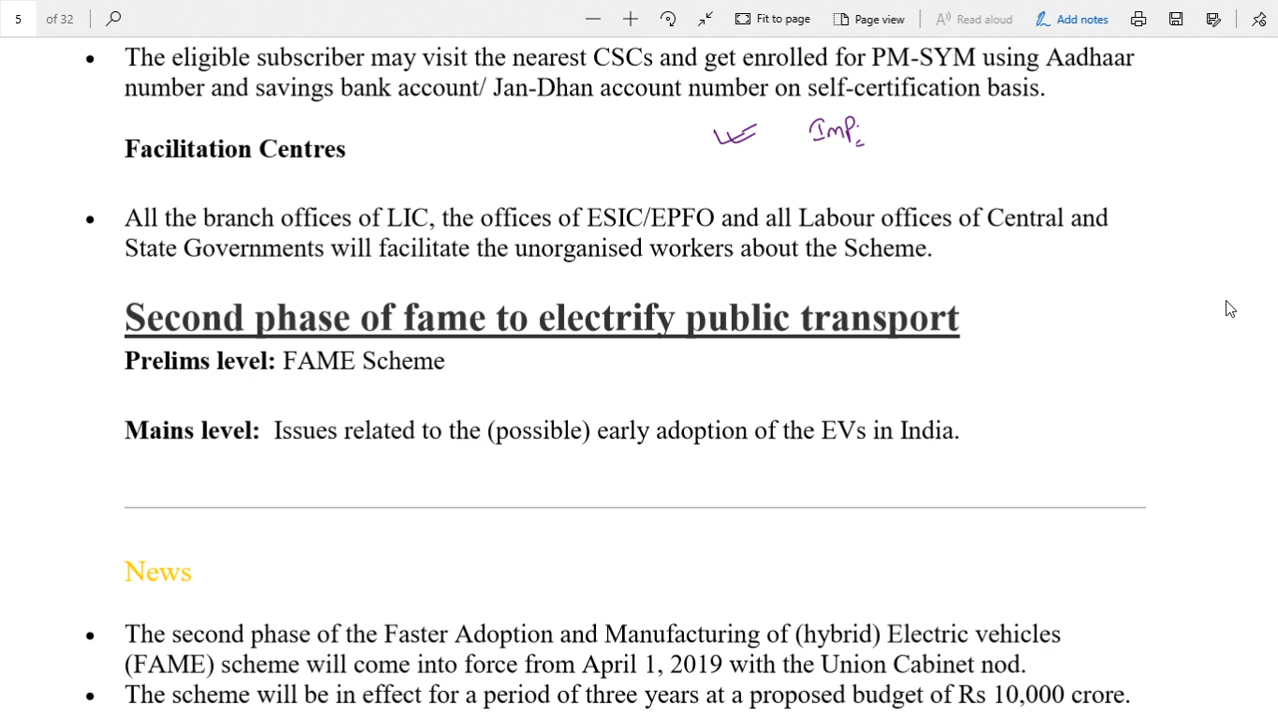 5 of 32 Fit to page Page view Read aloud Add notes
• The eligible subscriber may visit the nearest CSCs and get enrolled for PM-SYM using Aadhaar
number and savings bank account/ Jan-Dhan account number on self-certification basis.
Imp:
Facilitation Centres
• All the branch offices of LIC, the offices of ESIC/EPFO and all Labour offices of Central and
State Governments will facilitate the unorganised workers about the Scheme.
Second phase of fame to electrify public transport
Prelims level: FAME Scheme
Mains level: Issues related to the (possible) early adoption of the EVs in India.
News
• The second phase of the Faster Adoption and Manufacturing of (hybrid) Electric vehicles
(FAME) scheme will come into force from April 1, 2019 with the Union Cabinet nod.
• The scheme will be in effect for a period of three years at a proposed budget of Rs 10,000 crore.